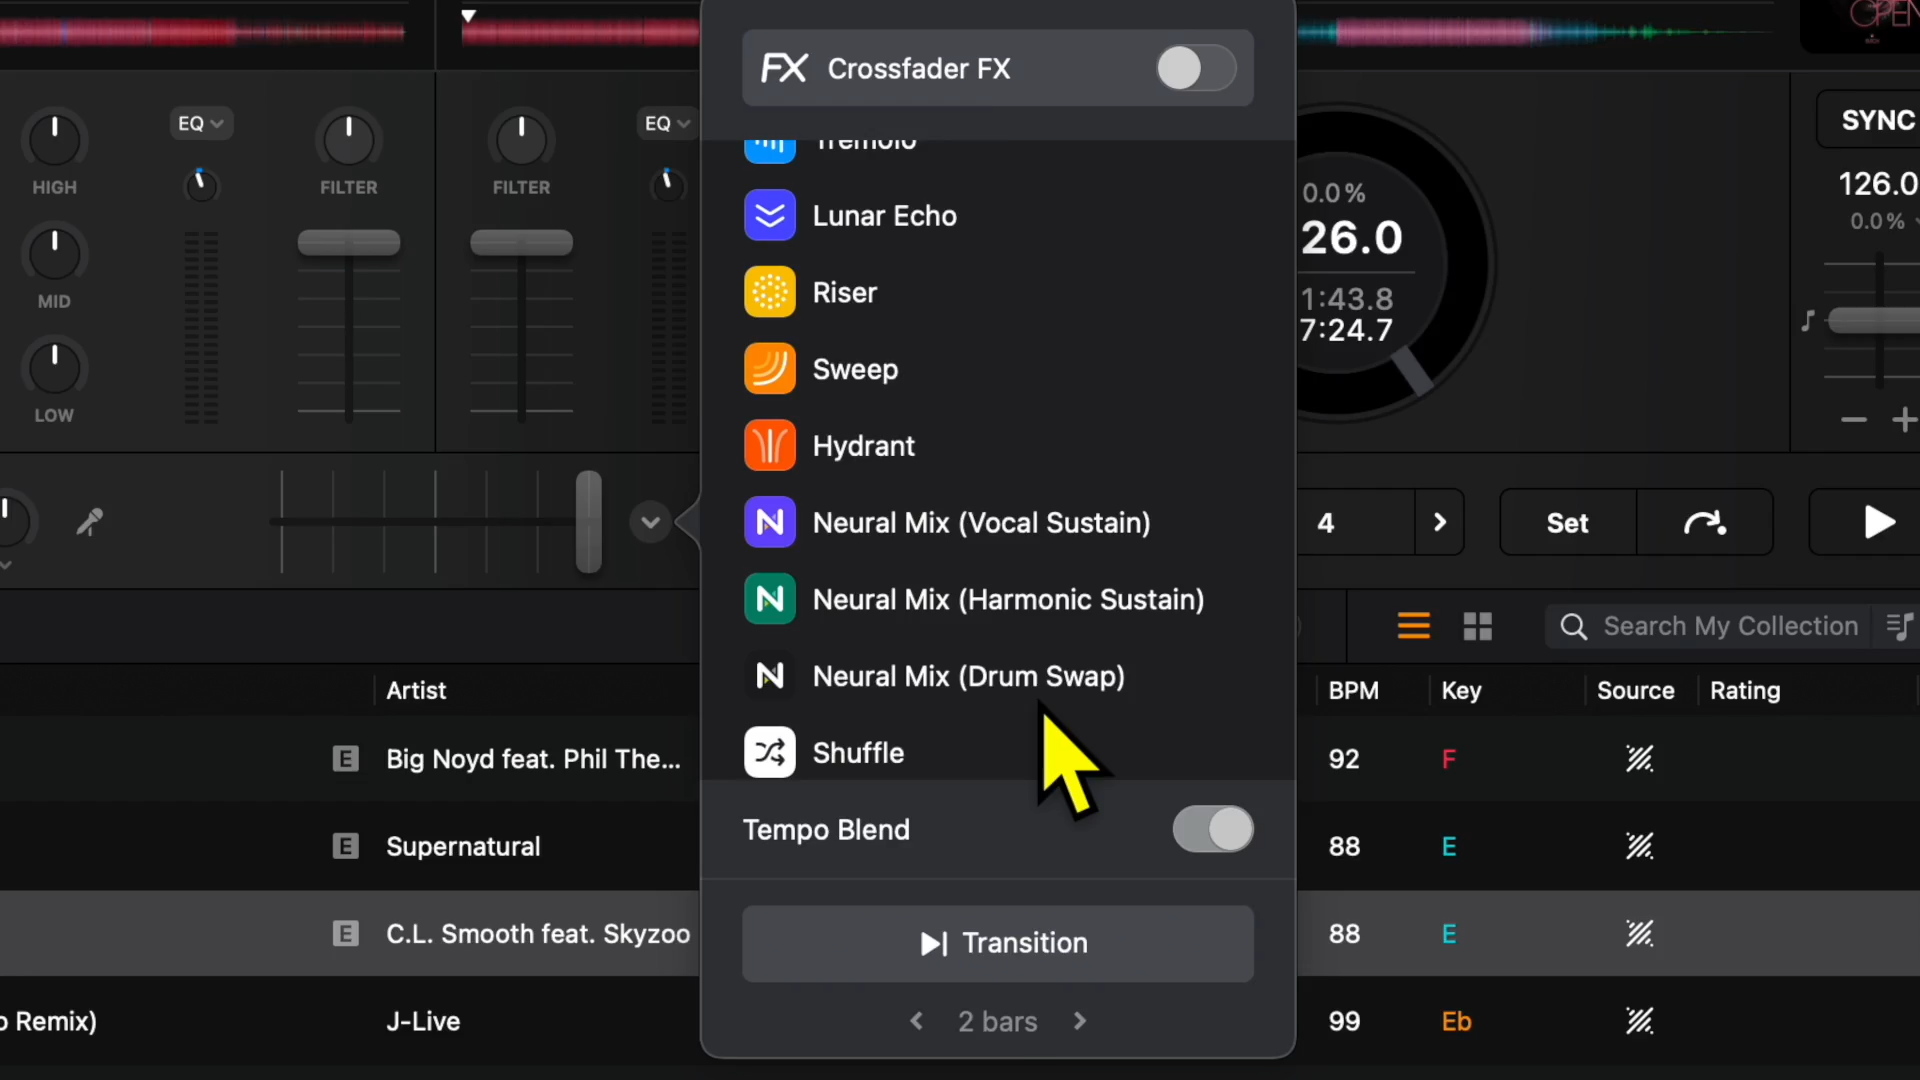 OPEN
FX Crossfader FX
Tremolo
Lunar Echo
Riser
Sweep
Hydrant
Neural Mix (Vocal Sustain)
Neural Mix (Harmonic Sustain)
Neural Mix (Drum Swap)
Shuffle
Tempo Blend
Transition
2 bars
HIGH
MID
LOW
EQ
FILTER
FILTER
EQ
0.0%
26.0
1:43.8
7:24.7
SYNC
126.0
0.0%
4
Set
Search My Collection
Artist BPM Key Source Rating
E Big Noyd feat. Phil The... 92 F
E Supernatural 88 E
E C.L. Smooth feat. Skyzoo 88 E
o Remix) J-Live 99 Eb